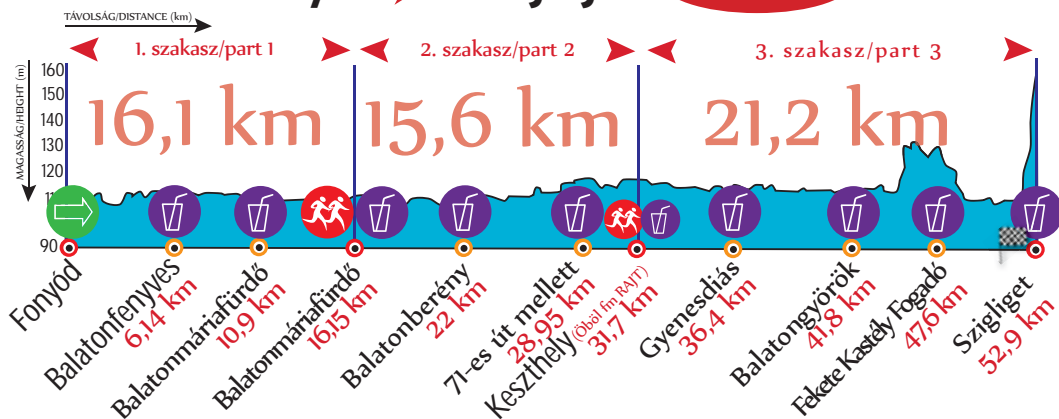 TÁVOLSÁG/DISTANCE (km)
1. szakasz/part 1
2. szakasz/part 2
3. szakasz/part 3
MAGASSÁG/HEIGHT (m)
160
150
140
130
120
90
16,1 km
15,6 km
21,2 km
Fonyód
Balatonfenyves
6,14 km
Balatonmáriafürdő
10,9 km
Balatonmáriafürdő
16,15 km
Balatonberény
22 km
71-es út mellett
28,95 km
Keszthely (Öböl fm RAJT)
31,7 km
Gyenesdiás
36,4 km
Balatongyörök
41,8 km
Fekete Kastély Fogadó
47,6 km
Szigliget
52,9 km